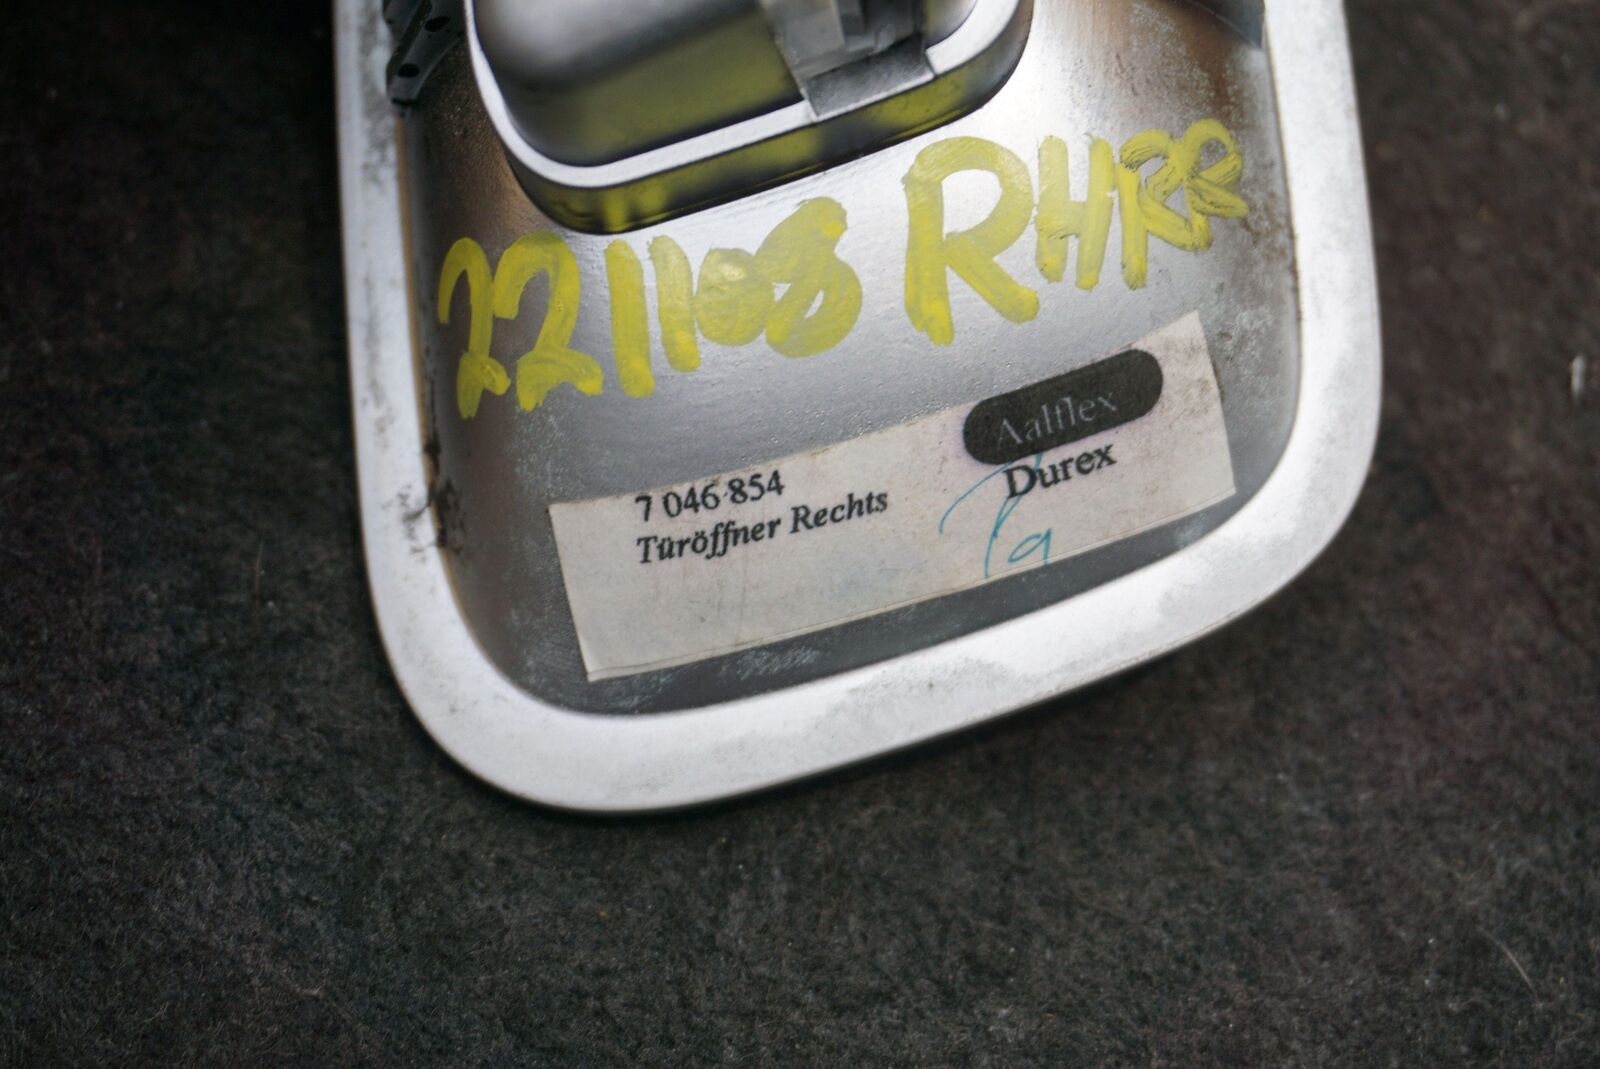 221108 RHRR
Aalflex
Durex
7 046 854
Türöffner Rechts